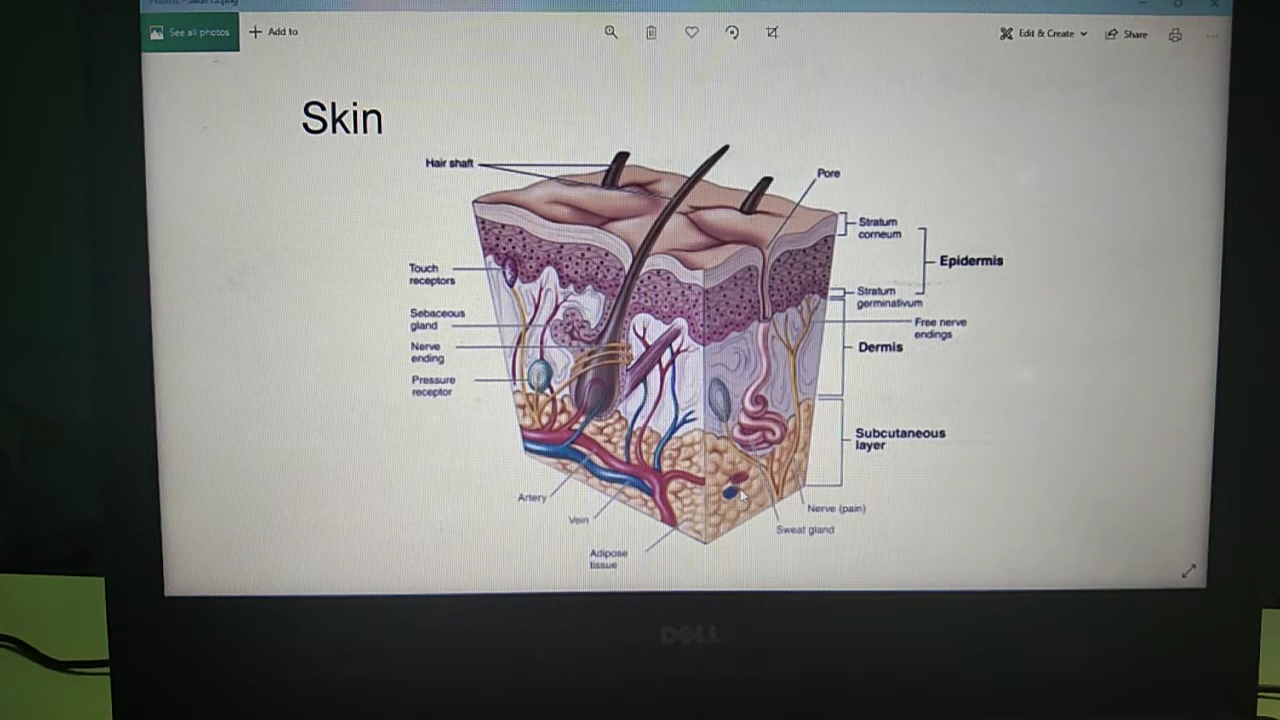 See all photos
Add to
Edit & Create
Share
Skin
Hair shaft
Pore
Stratum
corneum
Epidermis
Touch
receptors
Stratum
germinativum
Sebaceous
gland
Free nerve
endings
Nerve
ending
Dermis
Pressure
receptor
Subcutaneous
layer
Artery
Nerve (pain)
Vein
Sweat gland
Adipose
tissue
DELL